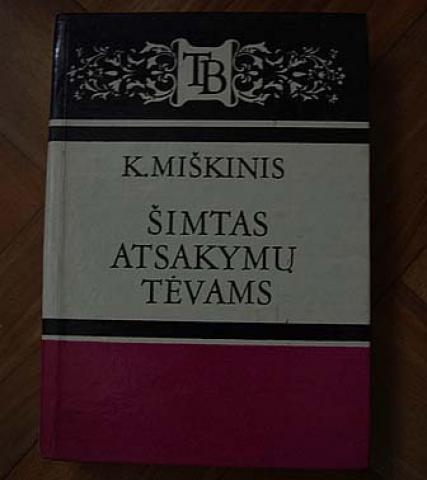 TB
K.MIŠKINIS
ŠIMTAS
ATSAKYMŲ
TĖVAMS